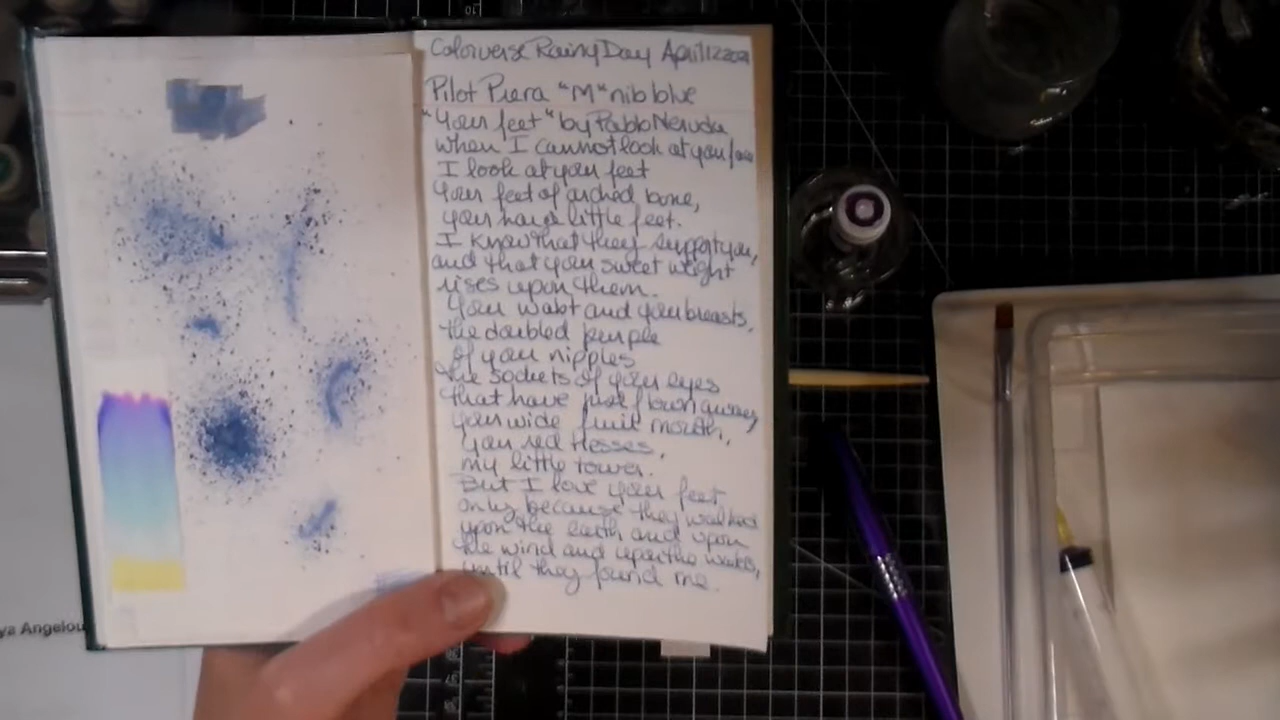 Colorverse Rainy Day April 12 2021
Pilot Piera "M" nib blue
"Your feet" by Pablo Neruda
when I cannot look at your face
I look at your feet
Your feet of arched bone,
your hard little feet.
I know that they support you,
and that your sweet weight
rises upon them.
Your waist and your breasts,
the doubled purple
of your nipples
the sockets of your eyes
that have just flown away
your wide fruit mouth,
your red tresses,
my little tower.
But I love your feet
only because they walked
upon the earth and upon
the wind and upon the waters,
until they found me.
ya Angelou